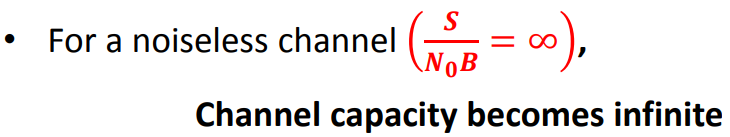 • For a noiseless channel (S/N₀B = ∞),
Channel capacity becomes infinite